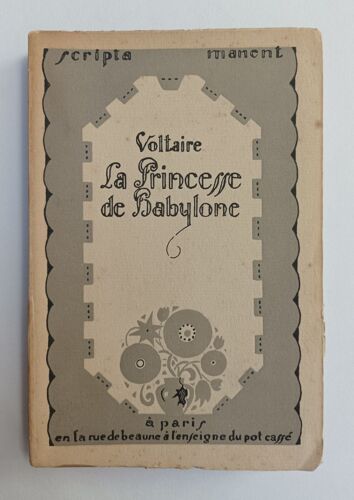 scripta manent
Voltaire
La Princesse
de Babylone
à paris
en la rue de beaune à l'enseigne du pot cassé